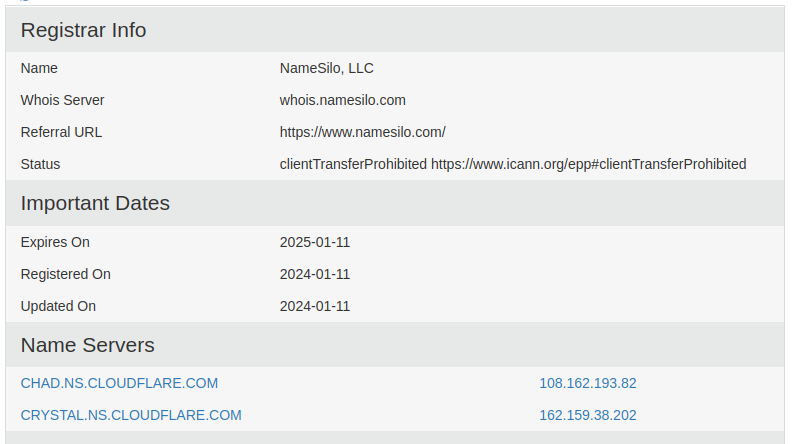 Registrar Info
Name NameSilo, LLC
Whois Server whois.namesilo.com
Referral URL https://www.namesilo.com/
Status clientTransferProhibited https://www.icann.org/epp#clientTransferProhibited
Important Dates
Expires On 2025-01-11
Registered On 2024-01-11
Updated On 2024-01-11
Name Servers
CHAD.NS.CLOUDFLARE.COM 108.162.193.82
CRYSTAL.NS.CLOUDFLARE.COM 162.159.38.202